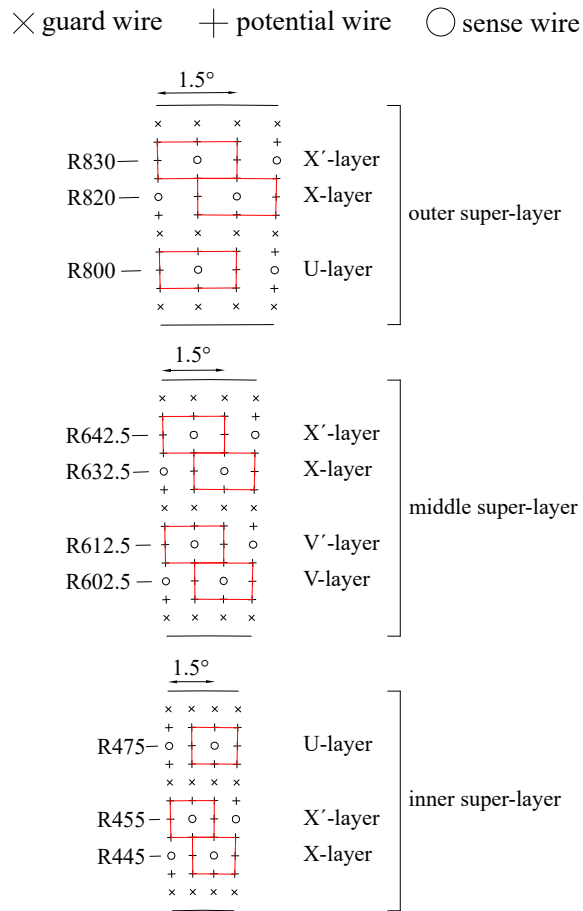 guard wire potential wire sense wire
1.5°
R830 X´-layer
R820 X-layer
outer super-layer
R800 U-layer
1.5°
R642.5 X´-layer
R632.5 X-layer
middle super-layer
R612.5 V´-layer
R602.5 V-layer
1.5°
R475 U-layer
inner super-layer
R455 X´-layer
R445 X-layer